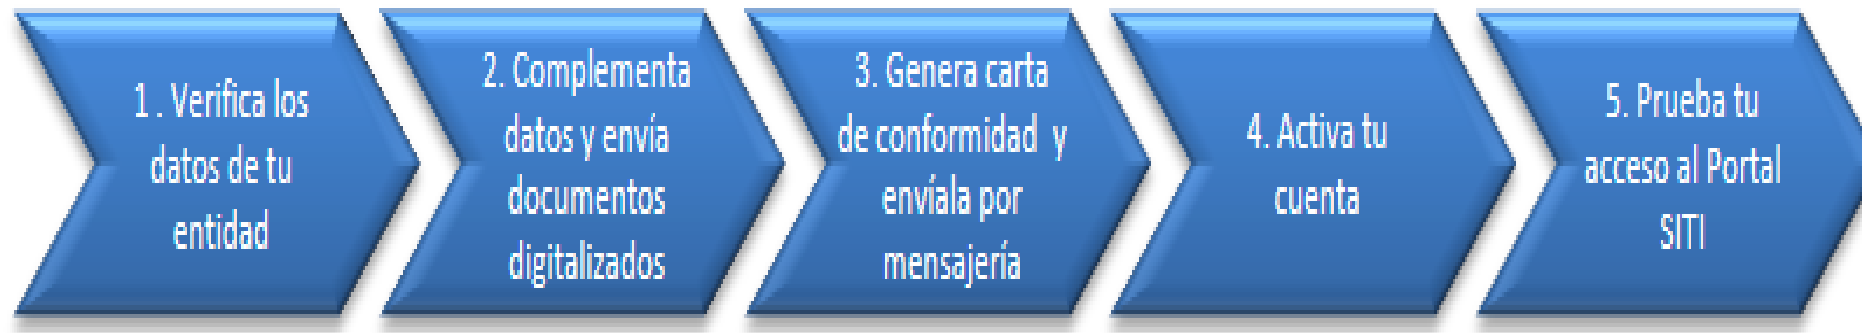 1 . Verifica los
datos de tu
entidad
2. Complementa
datos y envía
documentos
digitalizados
3. Genera carta
de conformidad  y
envíala por
mensajería
4. Activa tu
cuenta
5. Prueba tu
acceso al Portal
SITI